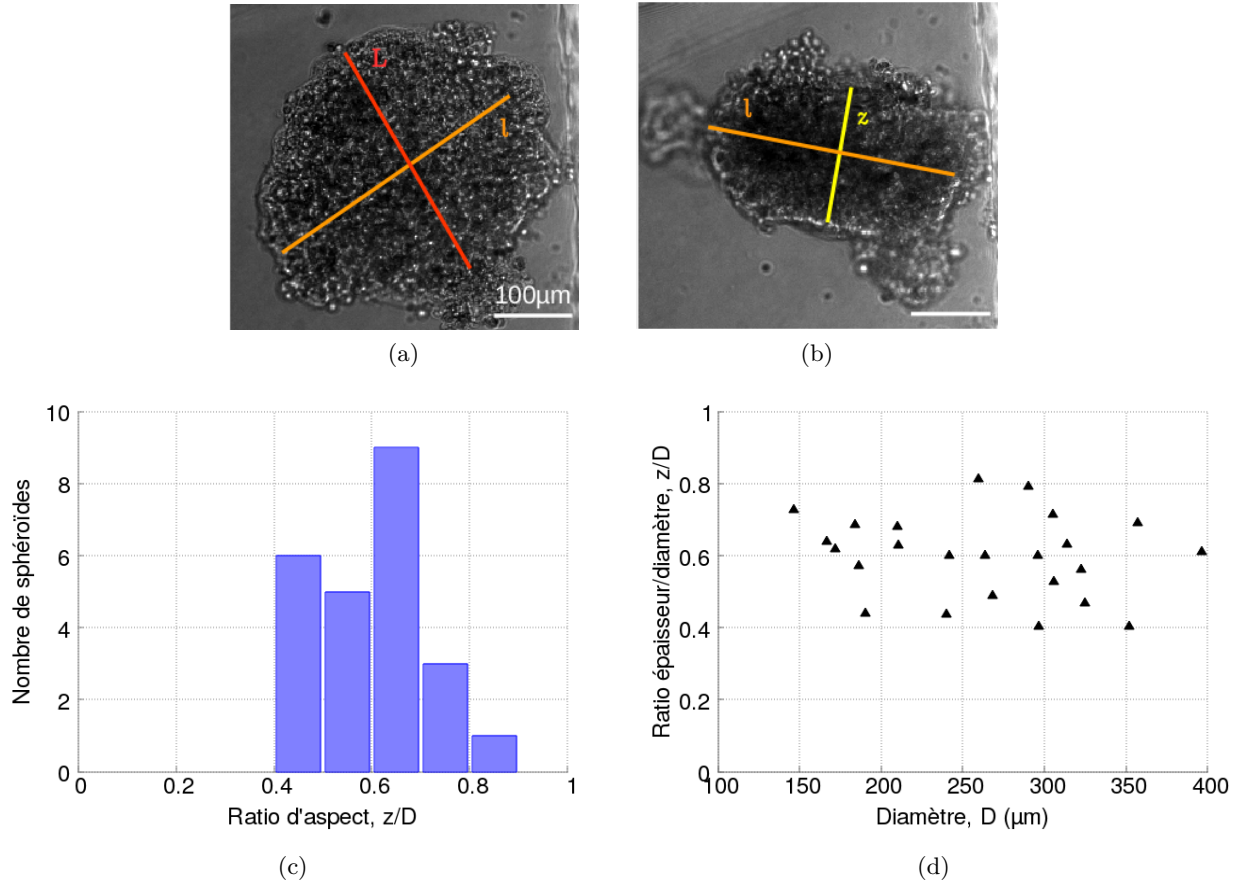 L
l
100μm
(a)
l
z
(b)
10
8
6
4
2
0
0
0.2
0.4
0.6
0.8
1
Nombre de sphéroïdes
Ratio d'aspect, z/D
(c)
1
0.8
0.6
0.4
0.2
0
100
150
200
250
300
350
400
Ratio épaisseur/diamètre, z/D
Diamètre, D (μm)
(d)